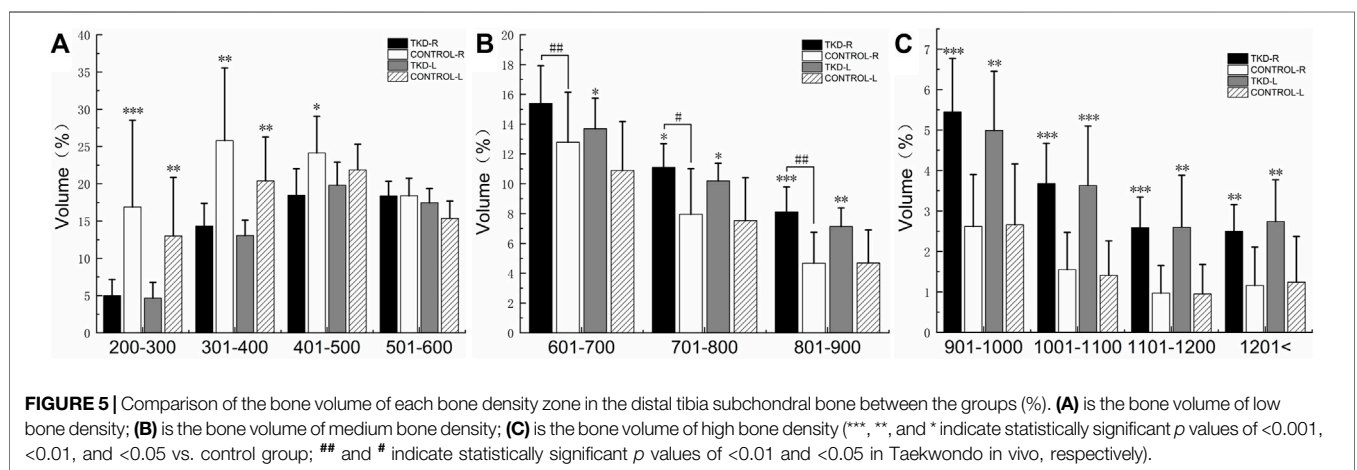 A
Volume (%)
40
35
30
25
20
15
10
5
0
***
**
**
**
*
TKD-R
CONTROL-R
TKD-L
CONTROL-L
200-300 301-400 401-500 501-600
B
Volume (%)
20
18
16
14
12
10
8
6
4
2
0
##
*
*
#
*
***
##
**
TKD-R
CONTROL-R
TKD-L
CONTROL-L
601-700 701-800 801-900
C
Volume (%)
7
6
5
4
3
2
1
0
***
**
***
***
***
**
**
**
TKD-R
CONTROL-R
TKD-L
CONTROL-L
901-1000 1001-1100 1101-1200 1201<
FIGURE 5 | Comparison of the bone volume of each bone density zone in the distal tibia subchondral bone between the groups (%). (A) is the bone volume of low
bone density; (B) is the bone volume of medium bone density; (C) is the bone volume of high bone density (***, **, and * indicate statistically significant p values of <0.001,
<0.01, and <0.05 vs. control group; ## and # indicate statistically significant p values of <0.01 and <0.05 in Taekwondo in vivo, respectively).